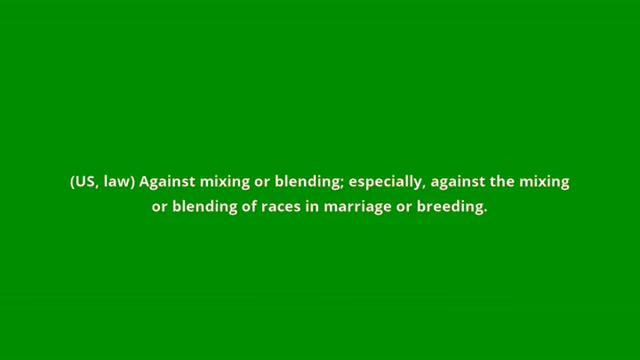 (US, law) Against mixing or blending; especially, against the mixing
or blending of races in marriage or breeding.